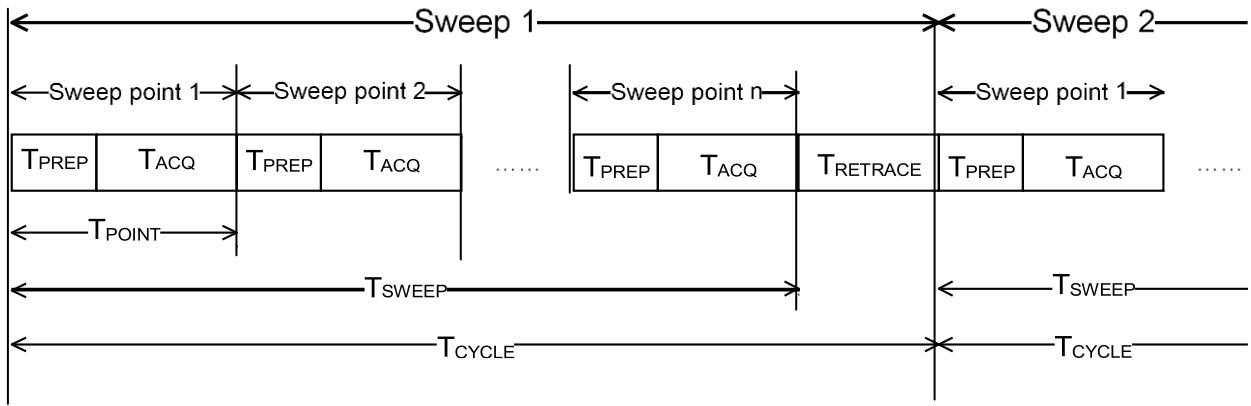 Sweep 1 Sweep 2
Sweep point 1 Sweep point 2 Sweep point n Sweep point 1
TPREP TACQ TPREP TACQ ...... TPREP TACQ TRETRACE TPREP TACQ ......
TPOINT
TSWEEP TSWEEP
TCYCLE TCYCLE